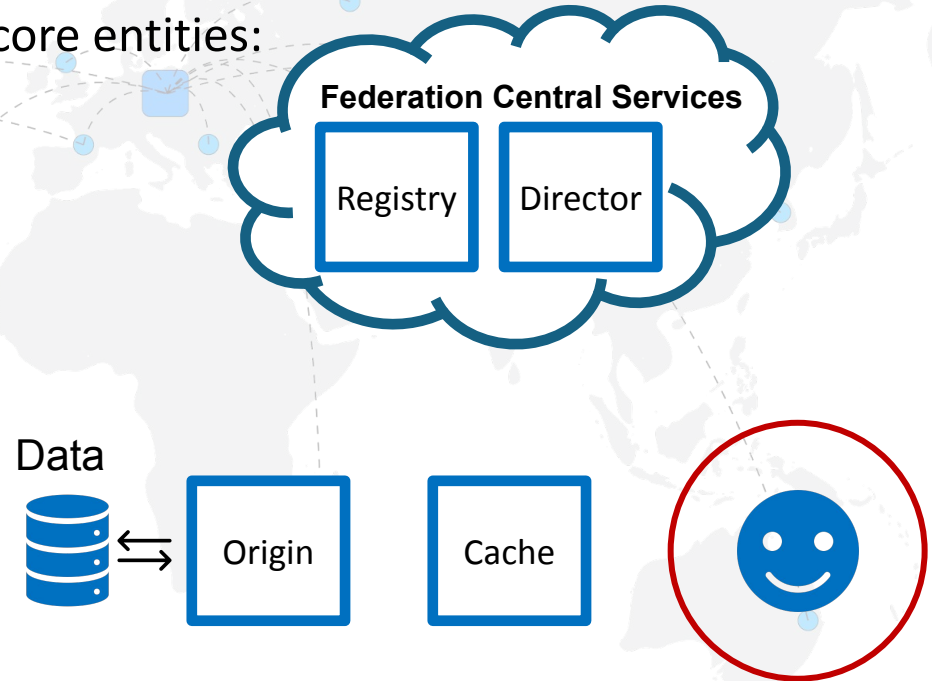 core entities:
Federation Central Services
Registry
Director
Data
Origin
Cache